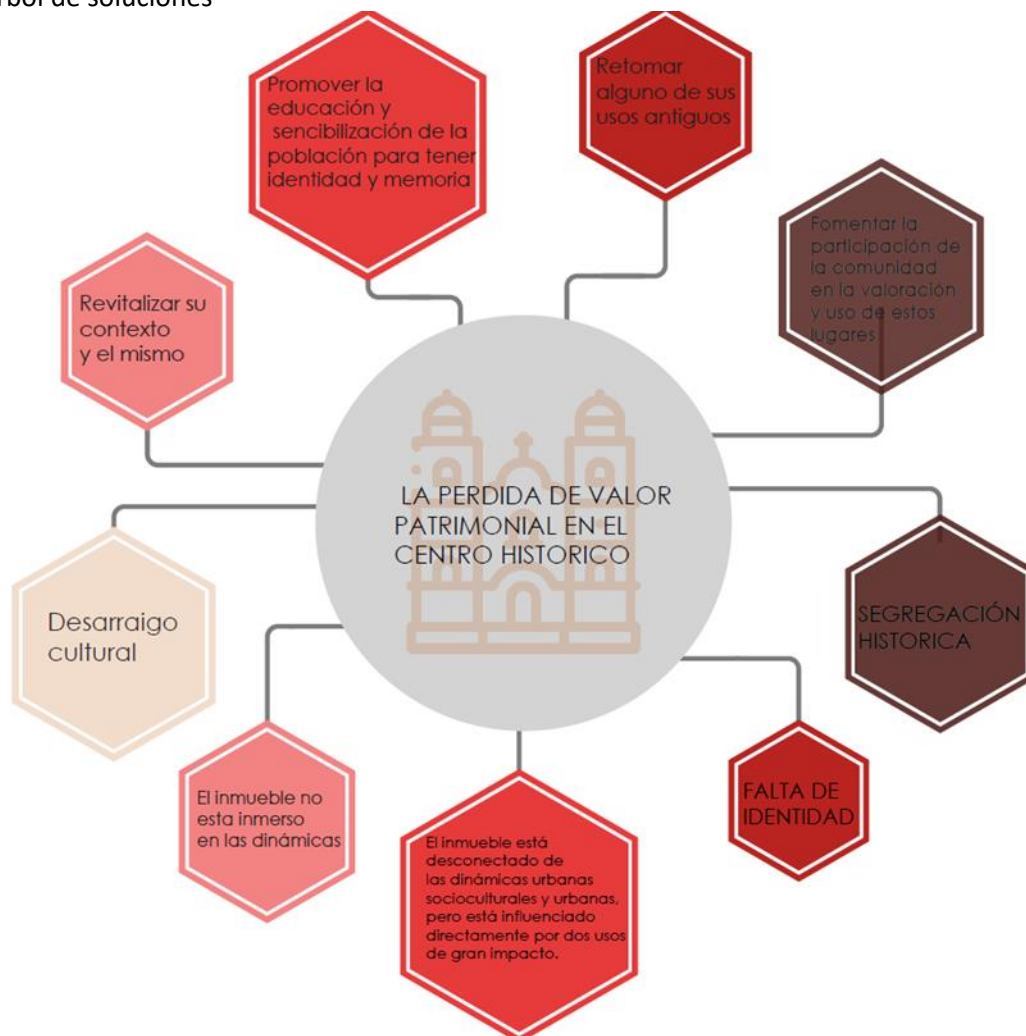 Promover la
educación y
sencibilización de la
población para tener
identidad y memoria
Retomar
alguno de sus
usos antiguos
Fomentar la
participación de
la comunidad
en la valoración
y uso de estos
lugares
Revitalizar su
contexto
y el mismo
LA PERDIDA DE VALOR
PATRIMONIAL EN EL
CENTRO HISTORICO
Desarraigo
cultural
SEGREGACIÓN
HISTORICA
El inmueble no
esta inmerso
en las dinámicas
El inmueble está
desconectado de
las dinámicas urbanas
socioculturales y urbanas,
pero está influenciado
directamente por dos usos
de gran impacto.
FALTA DE
IDENTIDAD